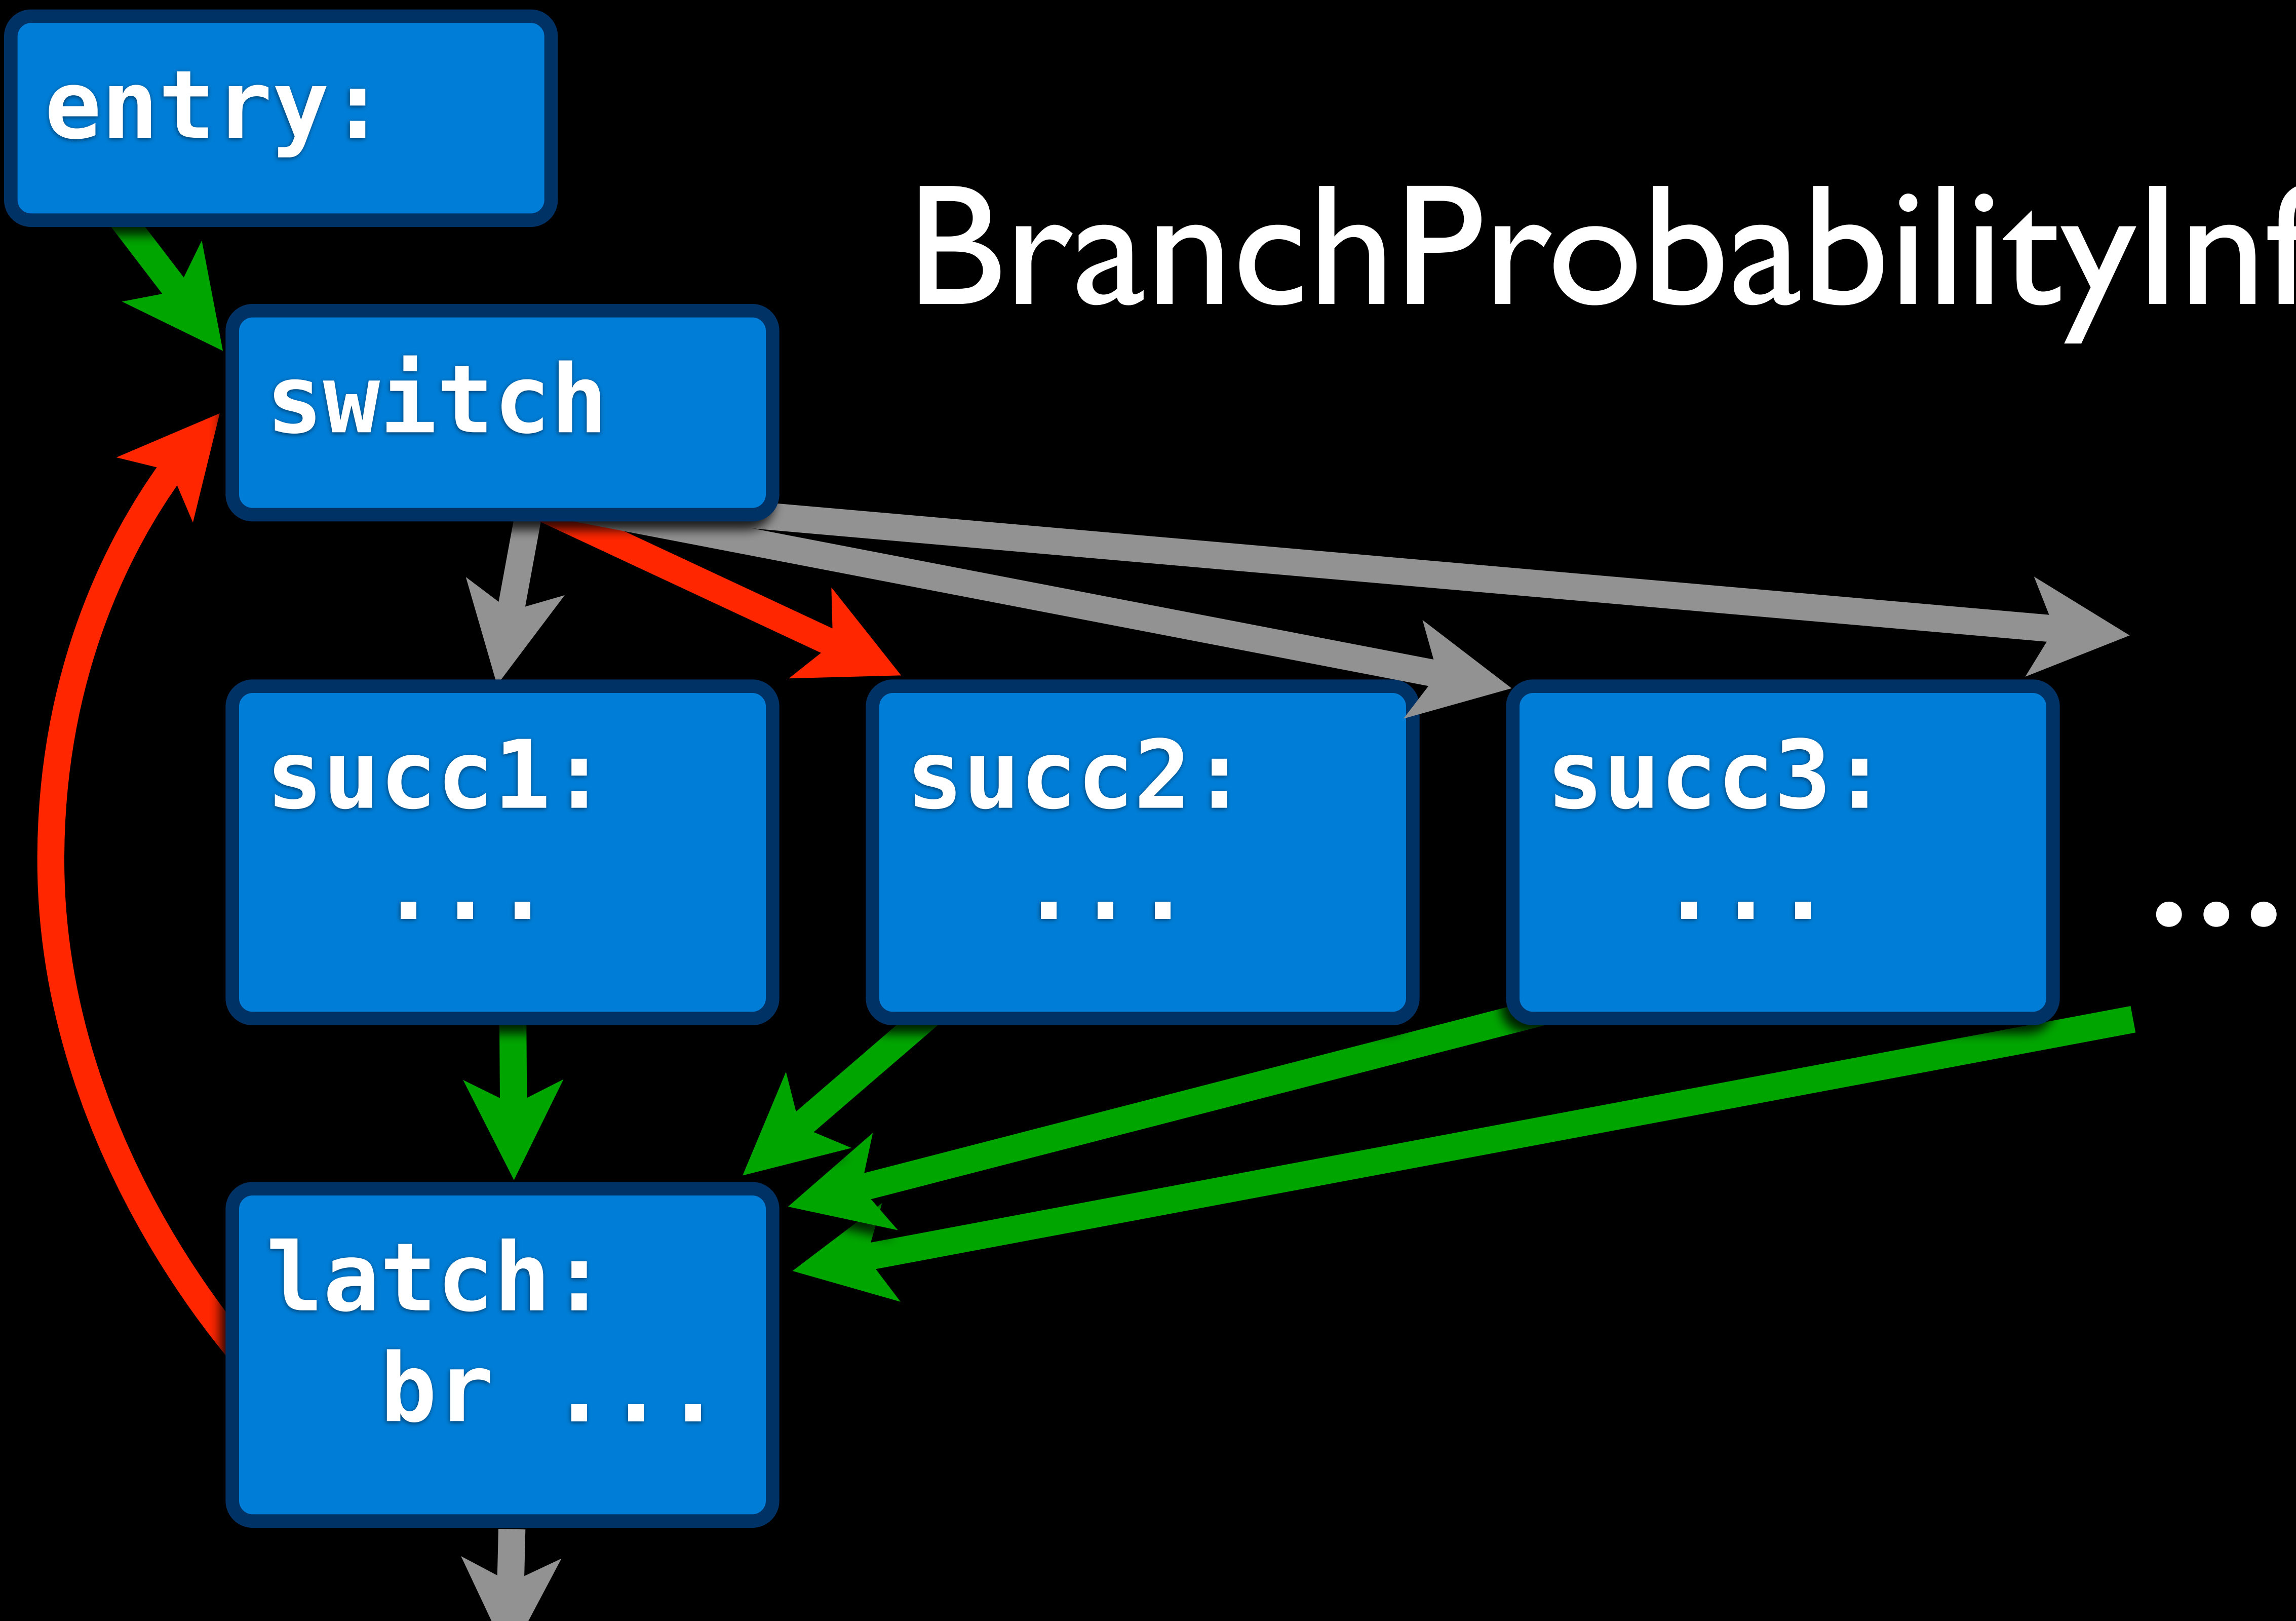 entry:
BranchProbabilityInf
switch
succ1:
...
succ2:
...
succ3:
...
...
latch:
br ...